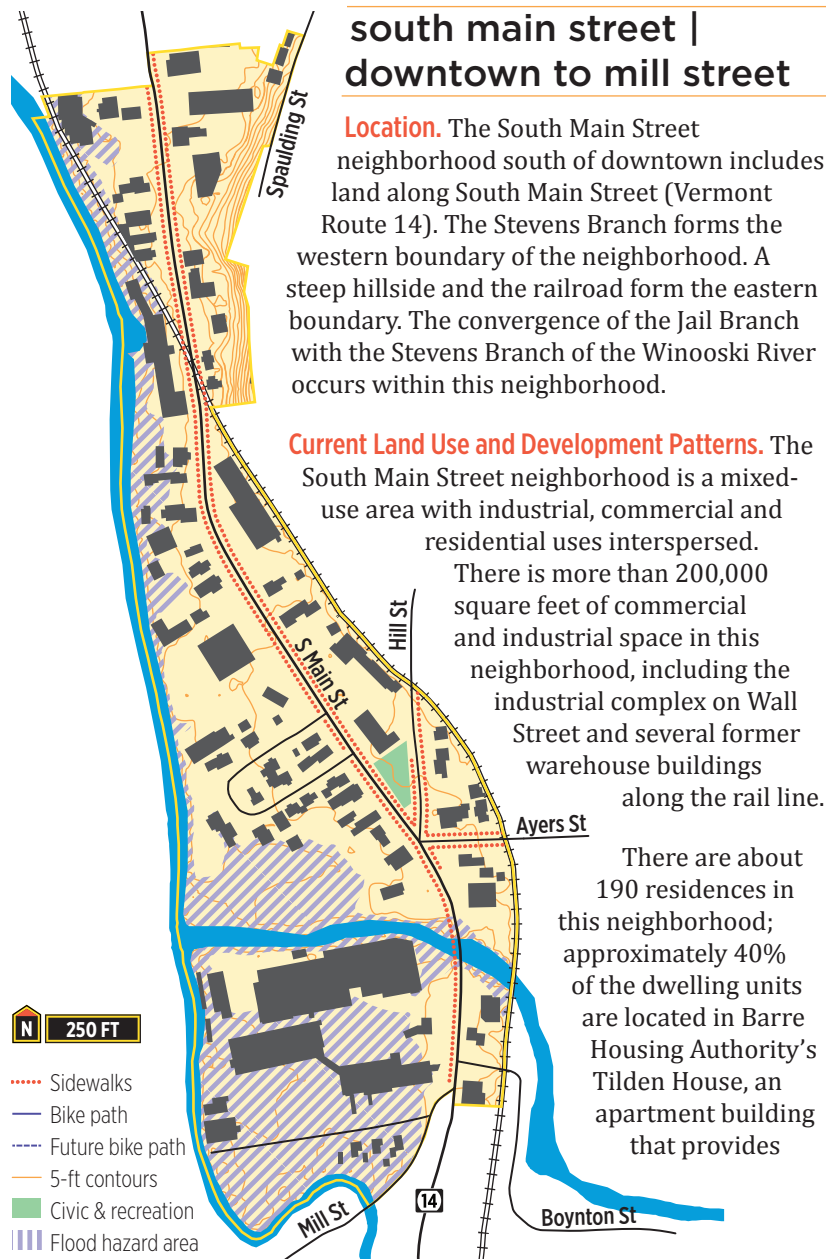 south main street |
downtown to mill street
Location. The South Main Street
neighborhood south of downtown includes
land along South Main Street (Vermont
Route 14). The Stevens Branch forms the
western boundary of the neighborhood. A
steep hillside and the railroad form the eastern
boundary. The convergence of the Jail Branch
with the Stevens Branch of the Winooski River
occurs within this neighborhood.
Current Land Use and Development Patterns. The
South Main Street neighborhood is a mixed-
use area with industrial, commercial and
residential uses interspersed.
There is more than 200,000
square feet of commercial
and industrial space in this
neighborhood, including the
industrial complex on Wall
Street and several former
warehouse buildings
along the rail line.
There are about
190 residences in
this neighborhood;
approximately 40%
of the dwelling units
are located in Barre
Housing Authority’s
Tilden House, an
apartment building
that provides
Spaulding St
Hill St
S Main St
Ayers St
Mill St
14
Boynton St
N 250 FT
Sidewalks
Bike path
Future bike path
5-ft contours
Civic & recreation
Flood hazard area